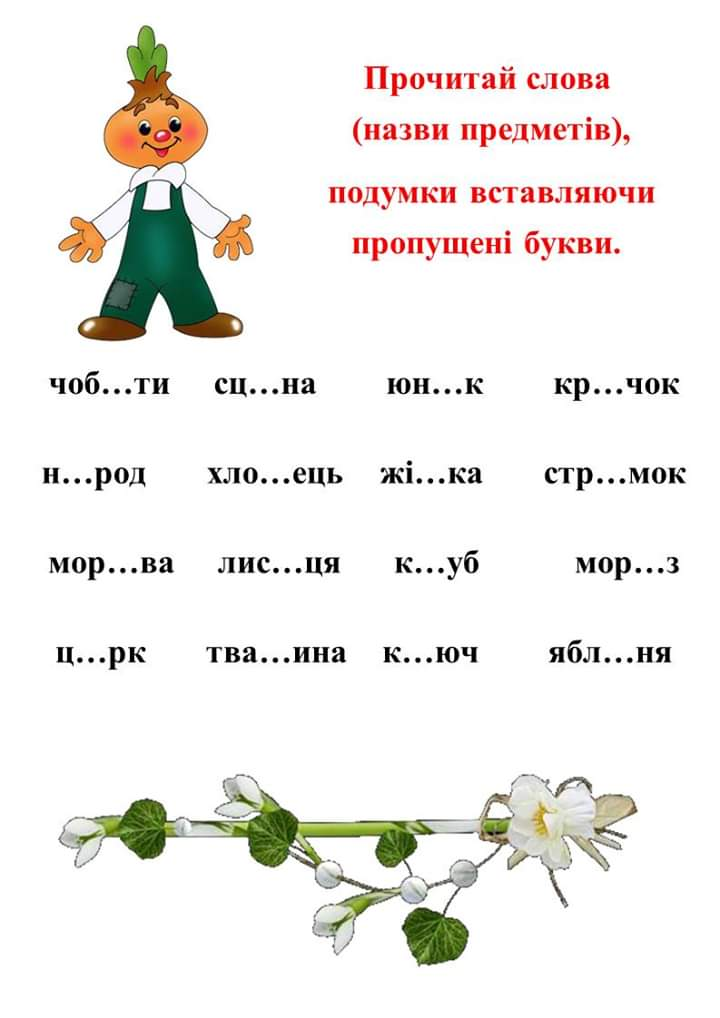 Прочитай слова
(назви предметів),
подумки вставляючи
пропущені букви.
чоб…ти сц…на юн…к кр…чок
н…род хло…ець жі…ка стр…мок
мор…ва лис…ця к…уб мор…з
ц…рк тва…ина к…юч ябл…ня